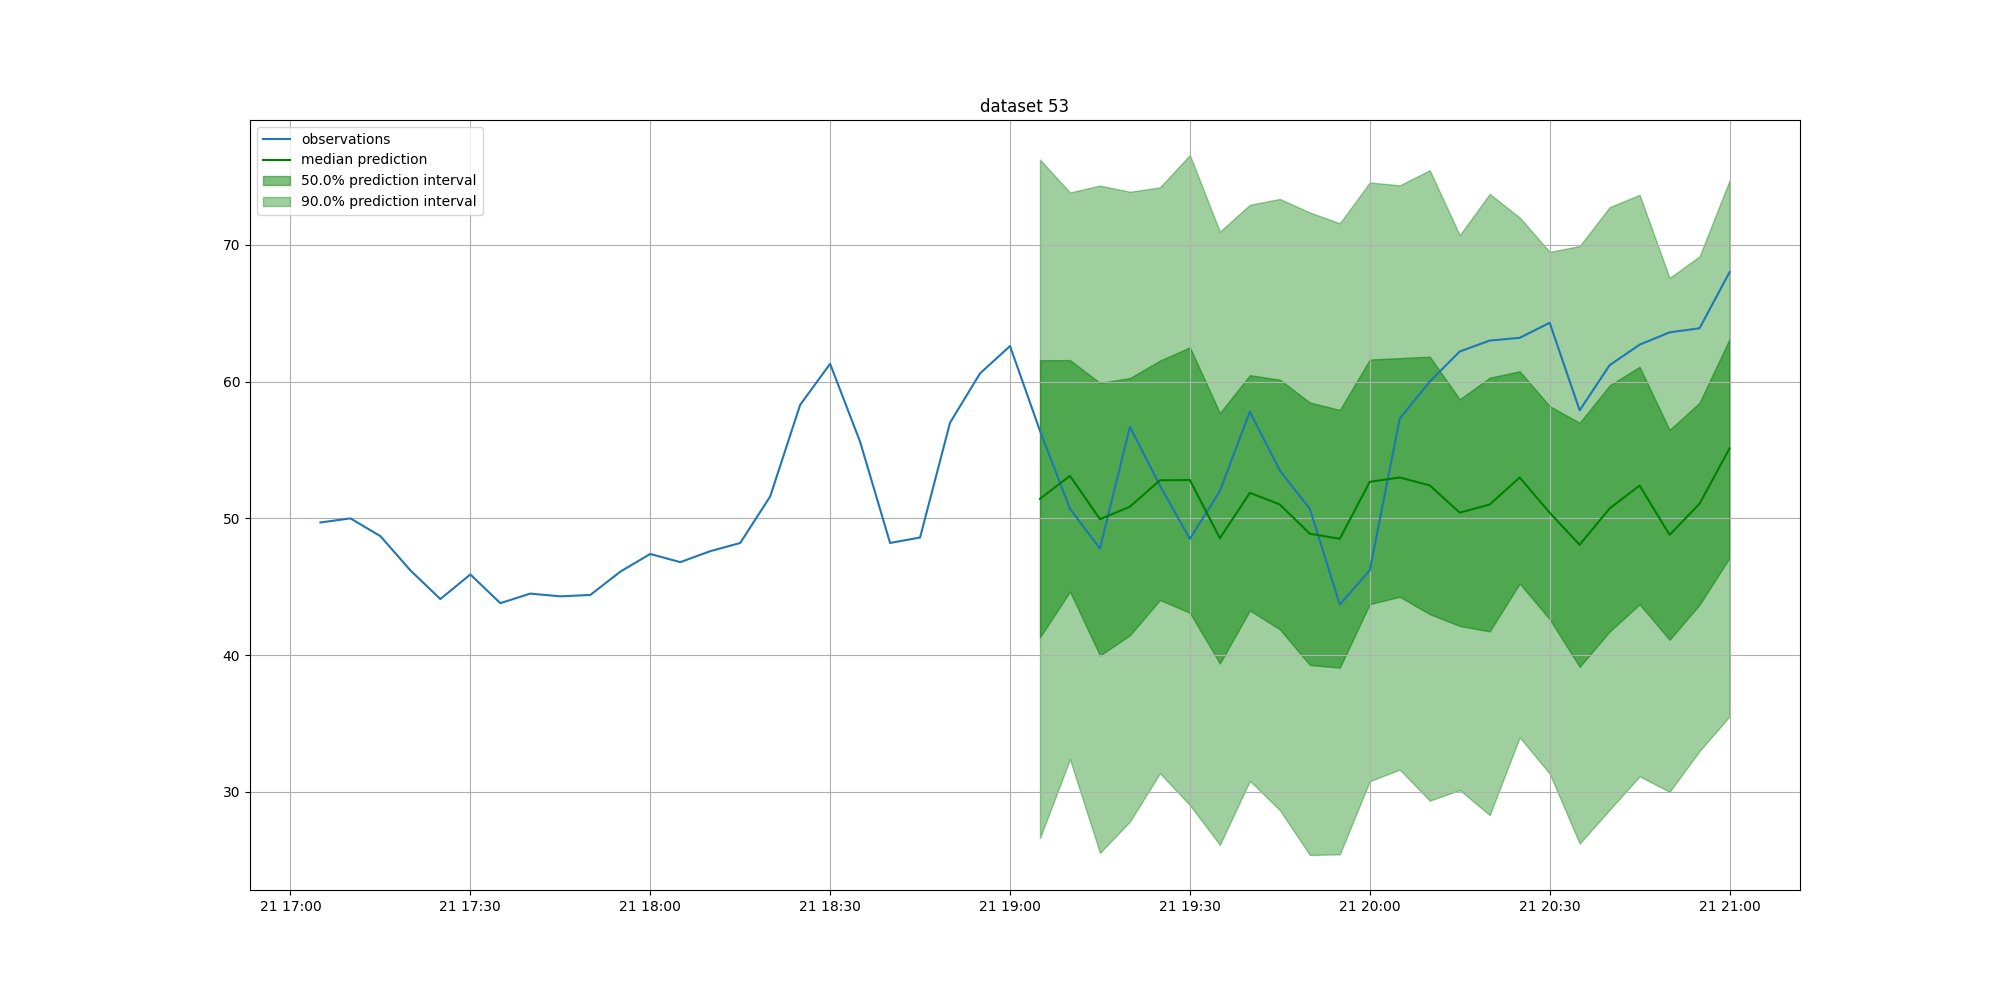 dataset 53
observations
median prediction
50.0% prediction interval
90.0% prediction interval
70
60
50
40
30
21 17:00 21 17:30 21 18:00 21 18:30 21 19:00 21 19:30 21 20:00 21 20:30 21 21:00